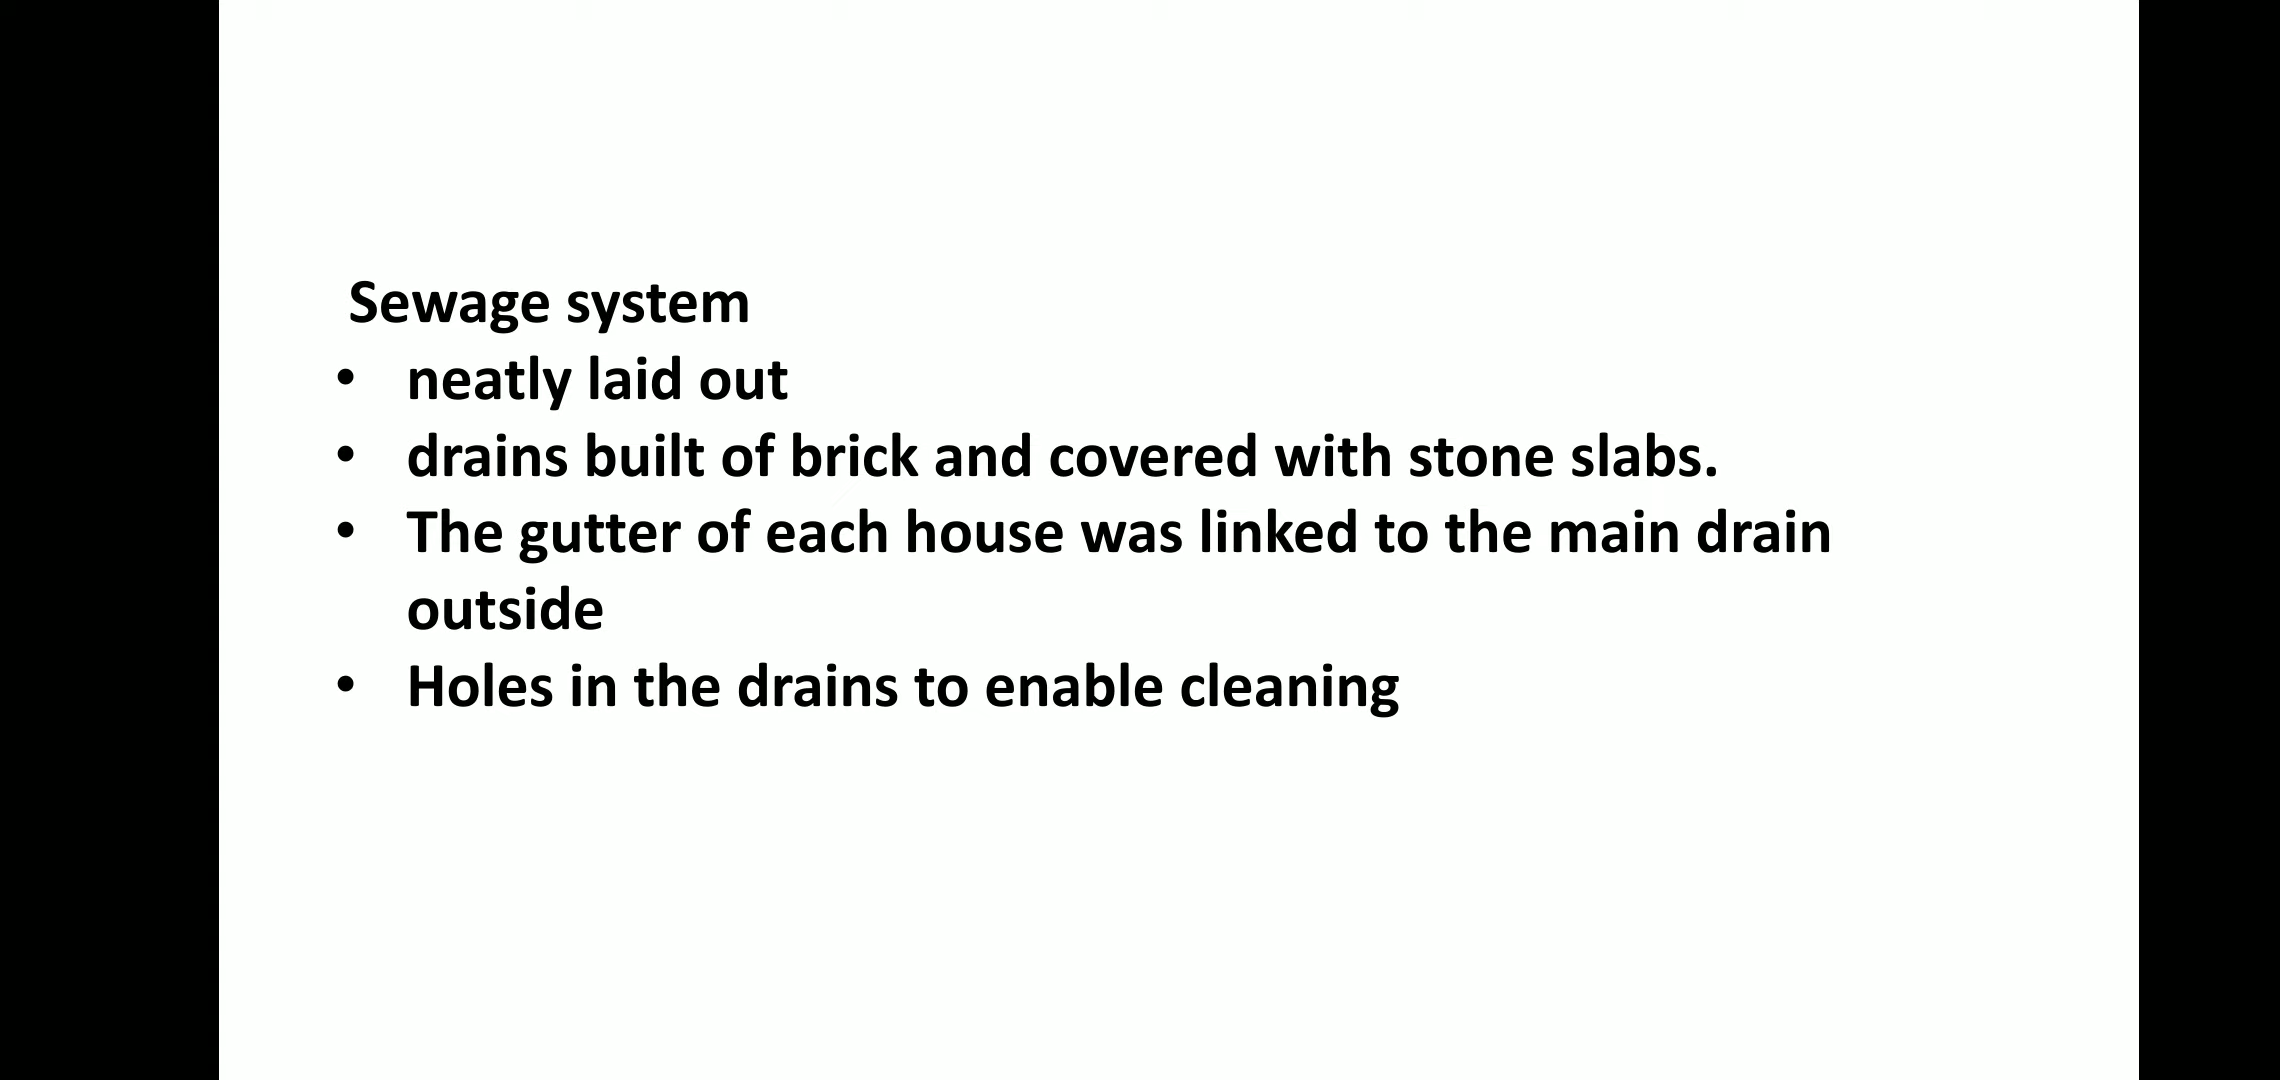 Sewage system
• neatly laid out
• drains built of brick and covered with stone slabs.
• The gutter of each house was linked to the main drain
outside
• Holes in the drains to enable cleaning